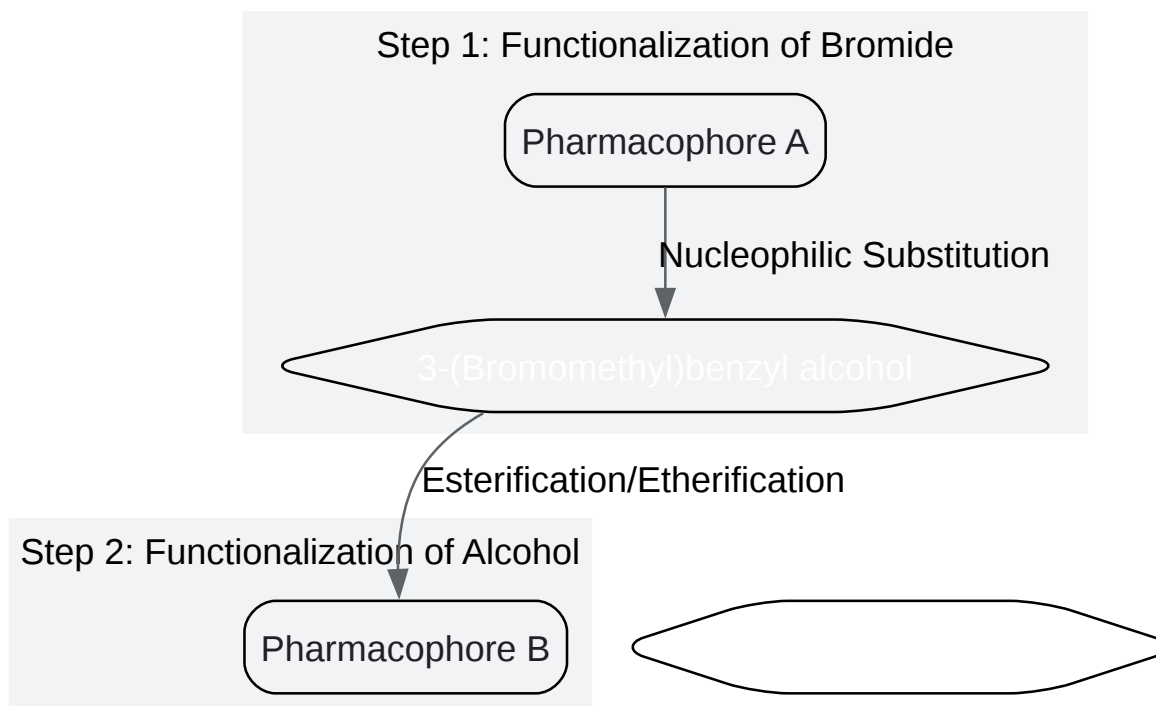 Step 1: Functionalization of Bromide
Pharmacophore A
Nucleophilic Substitution
3-(Bromomethyl)benzyl alcohol
Esterification/Etherification
Step 2: Functionalization of Alcohol
Pharmacophore B